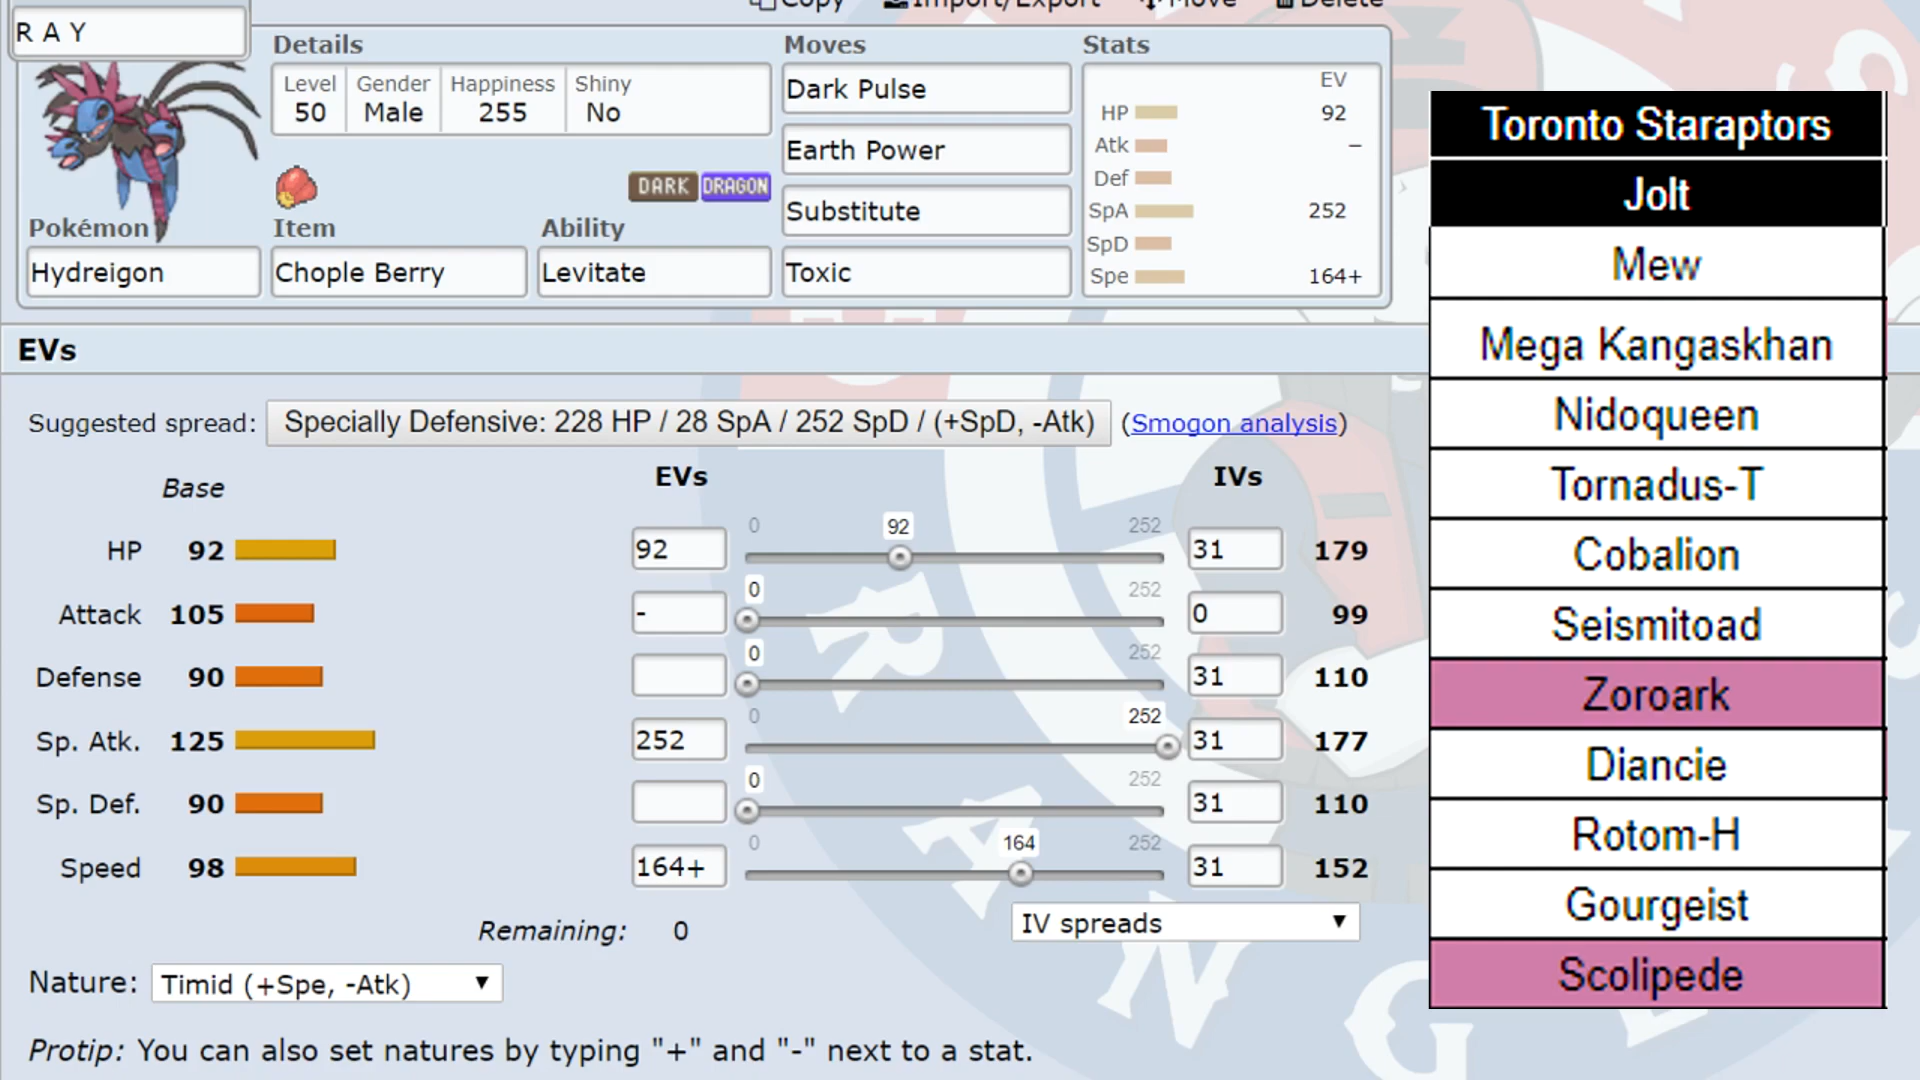 Copy Import/Export Move Delete
R A Y
Details
Moves
Stats
Level Gender Happiness Shiny
50 Male 255 No
Dark Pulse
Earth Power
Substitute
Toxic
EV
HP 92
Atk –
Def
SpA 252
SpD
Spe 164+
DARK DRAGON
Pokémon Item Ability
Hydreigon Chople Berry Levitate
EVs
Suggested spread: Specially Defensive: 228 HP / 28 SpA / 252 SpD / (+SpD, -Atk) (Smogon analysis)
Base EVs IVs
0 92 252
HP 92 92 31 179
0 252
Attack 105 - 0 99
0 252
Defense 90 31 110
0 252
Sp. Atk. 125 252 31 177
0 252
Sp. Def. 90 31 110
0 164 252
Speed 98 164+ 31 152
Remaining: 0
IV spreads
Nature: Timid (+Spe, -Atk)
Protip: You can also set natures by typing "+" and "-" next to a stat.
Toronto Staraptors
Jolt
Mew
Mega Kangaskhan
Nidoqueen
Tornadus-T
Cobalion
Seismitoad
Zoroark
Diancie
Rotom-H
Gourgeist
Scolipede